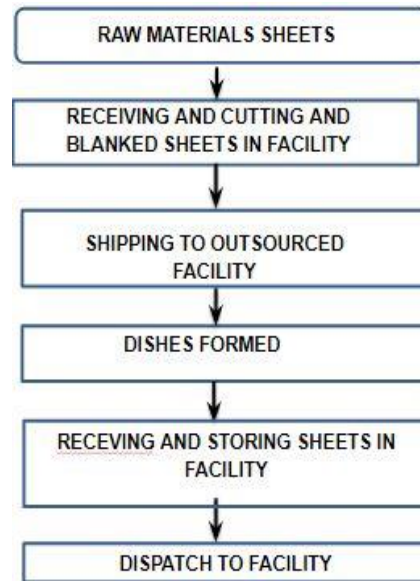 RAW MATERIALS SHEETS
RECEIVING AND CUTTING AND
BLANKED SHEETS IN FACILITY
SHIPPING TO OUTSOURCED
FACILITY
DISHES FORMED
RECEVING AND STORING SHEETS IN
FACILITY
DISPATCH TO FACILITY